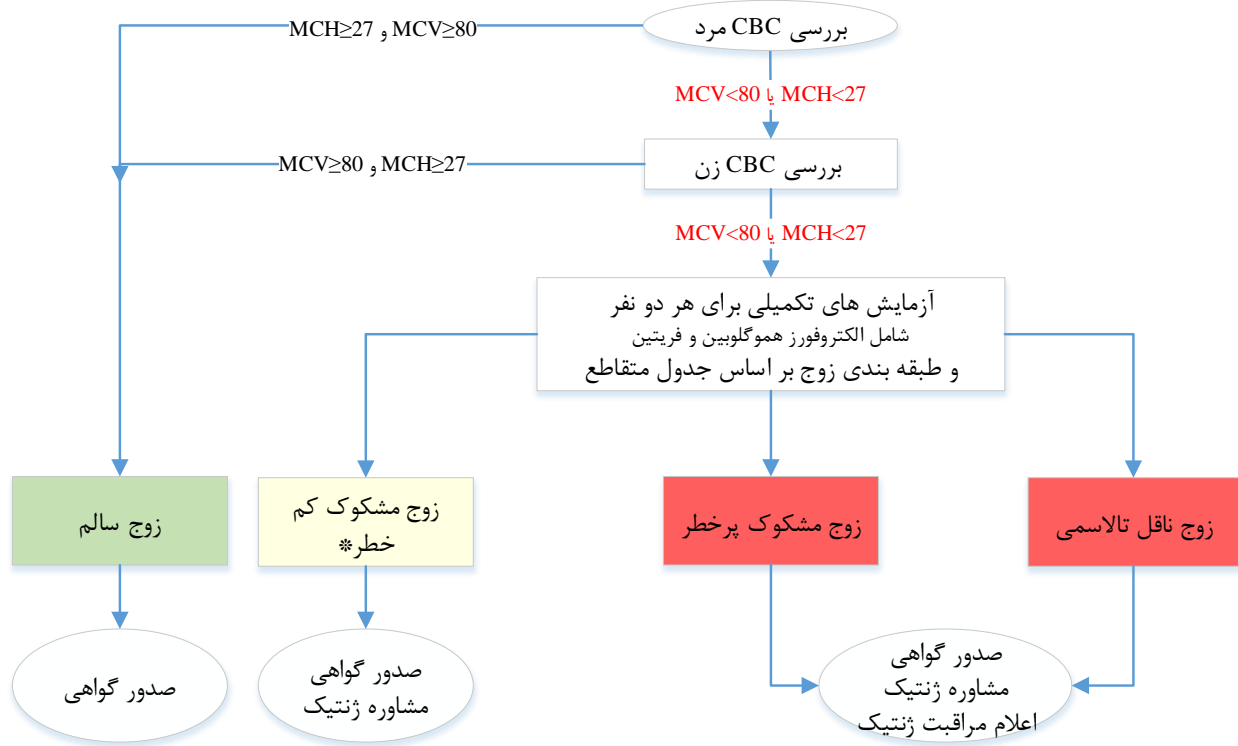 بررسی CBC مرد
MCV≥80 و MCH≥27
MCH<27 یا MCV<80
بررسی CBC زن
MCH≥27 و MCV≥80
MCH<27 یا MCV<80
آزمایش های تکمیلی برای هر دو نفر
شامل الکتروفورز هموگلوبین و فریتین
و طبقه بندی زوج بر اساس جدول متقاطع
زوج ناقل تالاسمی
زوج مشکوک پرخطر
زوج مشکوک کم
خطر*
زوج سالم
صدور گواهی
مشاوره ژنتیک
اعلام مراقبت ژنتیک
صدور گواهی
مشاوره ژنتیک
صدور گواهی